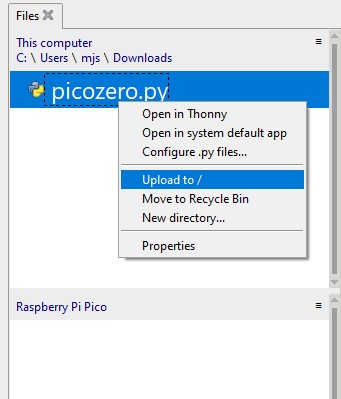 Files
This computer
C: \ Users \ mjs \ Downloads
picozero.py
Open in Thonny
Open in system default app
Configure .py files...
Upload to /
Move to Recycle Bin
New directory...
Properties
Raspberry Pi Pico